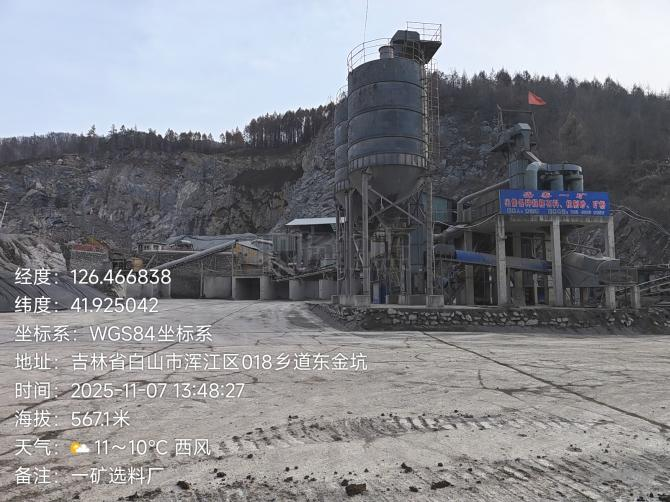 经度：126.466838
纬度：41.925042
坐标系：WGS84坐标系
地址：吉林省白山市浑江区018乡道东金坑
时间：2025-11-07 13:48:27
海拔：567.1米
天气：⛅ 11～10℃ 西风
备注：一矿选料厂